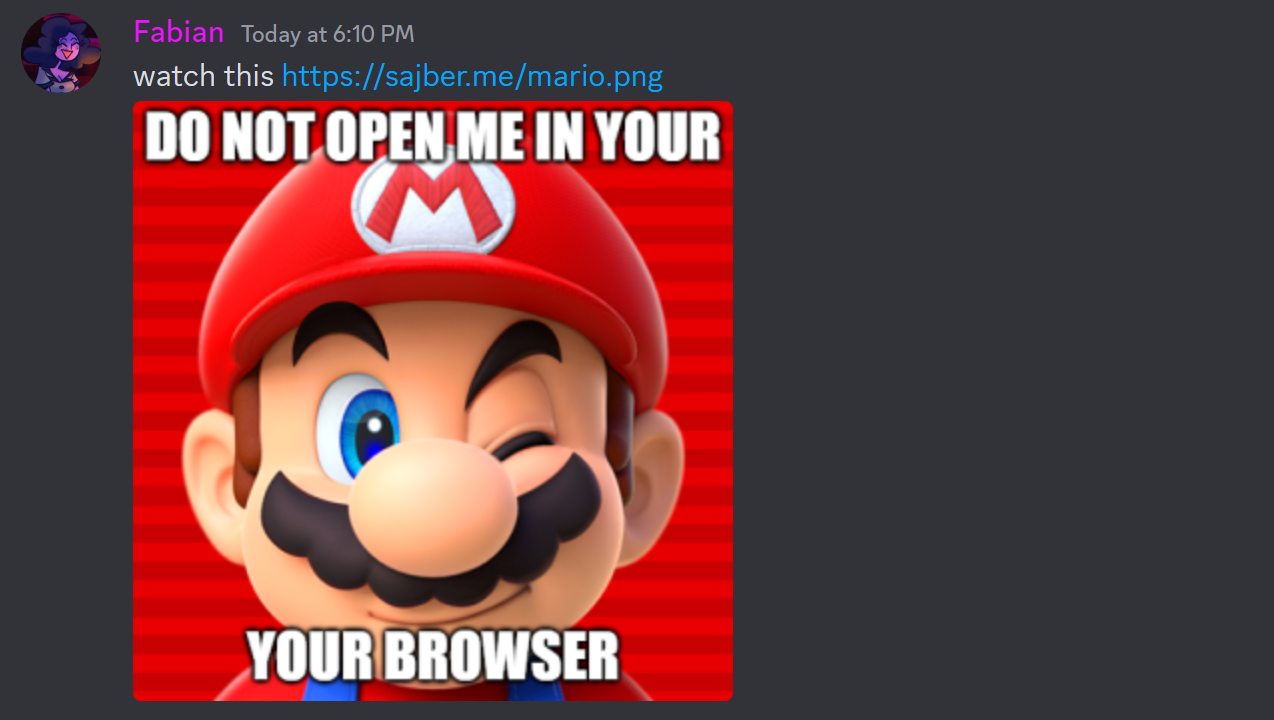 Fabian Today at 6:10 PM
watch this https://sajber.me/mario.png
DO NOT OPEN ME IN YOUR
M
YOUR BROWSER